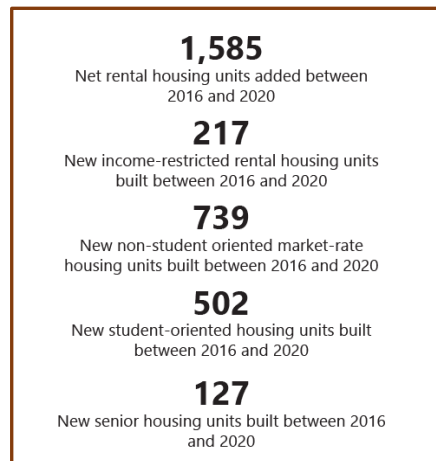 1,585
Net rental housing units added between
2016 and 2020
217
New income-restricted rental housing units
built between 2016 and 2020
739
New non-student oriented market-rate
housing units built between 2016 and 2020
502
New student-oriented housing units built
between 2016 and 2020
127
New senior housing units built between 2016
and 2020